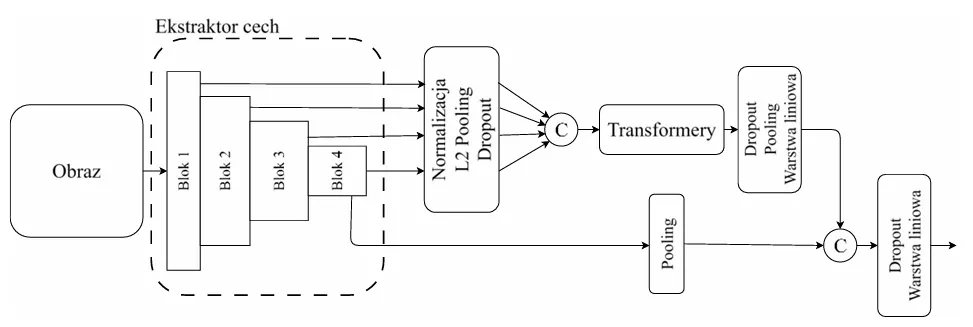 Ekstraktor cech
Obraz
Blok 1
Blok 2
Blok 3
Blok 4
Normalizacja
L2 Pooling
Dropout
C
Transformery
Dropout
Pooling
Warstwa liniowa
Pooling
C
Dropout
Warstwa liniowa